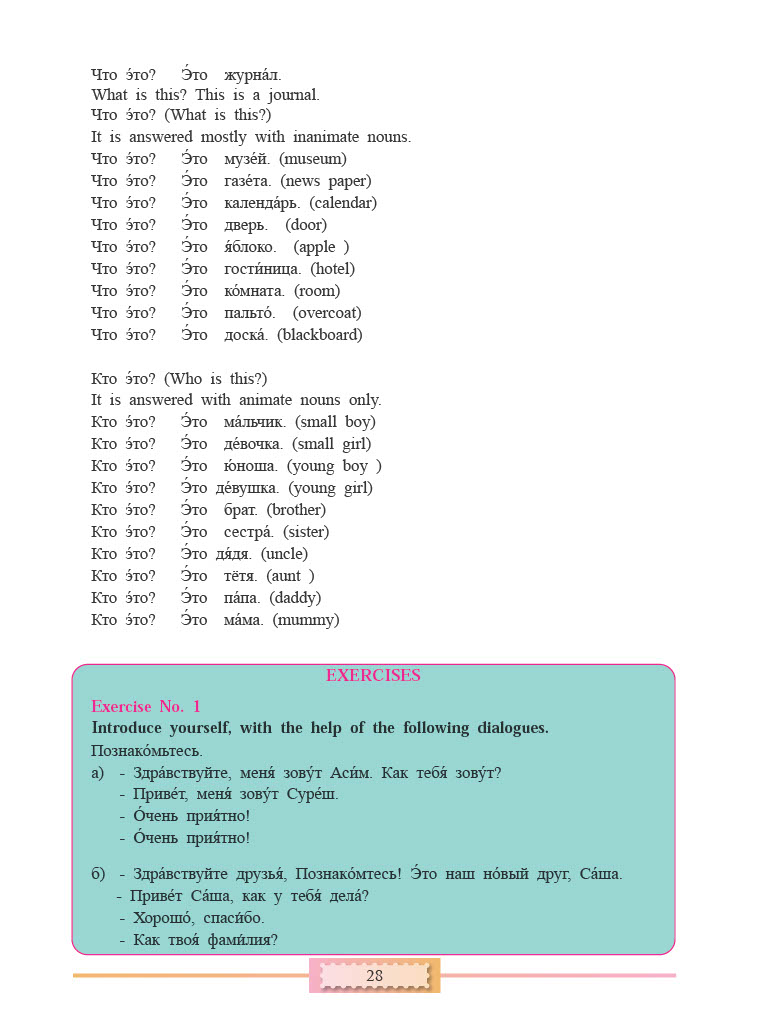 Что э́то? Э́то журна́л.
What is this? This is a journal.
Что э́то? (What is this?)
It is answered mostly with inanimate nouns.
Что э́то? Э́то музе́й. (museum)
Что э́то? Э́то газе́та. (news paper)
Что э́то? Э́то календа́рь. (calendar)
Что э́то? Э́то дверь. (door)
Что э́то? Э́то я́блоко. (apple )
Что э́то? Э́то гости́ница. (hotel)
Что э́то? Э́то ко́мната. (room)
Что э́то? Э́то пальто́. (overcoat)
Что э́то? Э́то доска́. (blackboard)
Кто э́то? (Who is this?)
It is answered with animate nouns only.
Кто э́то? Э́то ма́льчик. (small boy)
Кто э́то? Э́то де́вочка. (small girl)
Кто э́то? Э́то ю́ноша. (young boy )
Кто э́то? Э́то де́вушка. (young girl)
Кто э́то? Э́то брат. (brother)
Кто э́то? Э́то сестра́. (sister)
Кто э́то? Э́то дя́дя. (uncle)
Кто э́то? Э́то тётя. (aunt )
Кто э́то? Э́то па́па. (daddy)
Кто э́то? Э́то ма́ма. (mummy)
EXERCISES
Exercise No. 1
Introduce yourself, with the help of the following dialogues.
Познако́мьтесь.
а) - Здра́вствуйте, меня́ зову́т Аси́м. Как тебя́ зову́т?
- Приве́т, меня́ зову́т Суре́ш.
- О́чень прия́тно!
- О́чень прия́тно!
б) - Здра́вствуйте друзья́, Познако́мтесь! Э́то наш но́вый друг, Са́ша.
- Приве́т Са́ша, как у тебя́ дела́?
- Хорошо́, спаси́бо.
- Как твоя́ фами́лия?
28